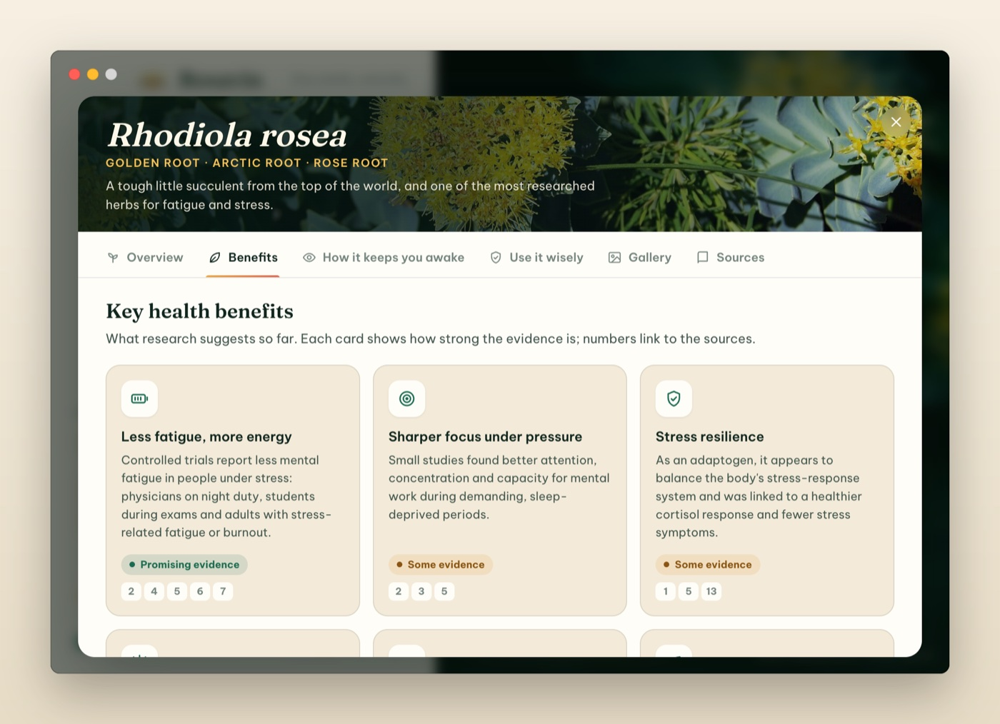 Rhodiola rosea
GOLDEN ROOT · ARCTIC ROOT · ROSE ROOT
A tough little succulent from the top of the world, and one of the most researched
herbs for fatigue and stress.
Overview
Benefits
How it keeps you awake
Use it wisely
Gallery
Sources
Key health benefits
What research suggests so far. Each card shows how strong the evidence is; numbers link to the sources.
Less fatigue, more energy
Controlled trials report less mental
fatigue in people under stress:
physicians on night duty, students
during exams and adults with stress-
related fatigue or burnout.
Promising evidence
2 4 5 6 7
Sharper focus under pressure
Small studies found better attention,
concentration and capacity for mental
work during demanding, sleep-
deprived periods.
Some evidence
2 3 5
Stress resilience
As an adaptogen, it appears to
balance the body's stress-response
system and was linked to a healthier
cortisol response and fewer stress
symptoms.
Some evidence
1 5 13